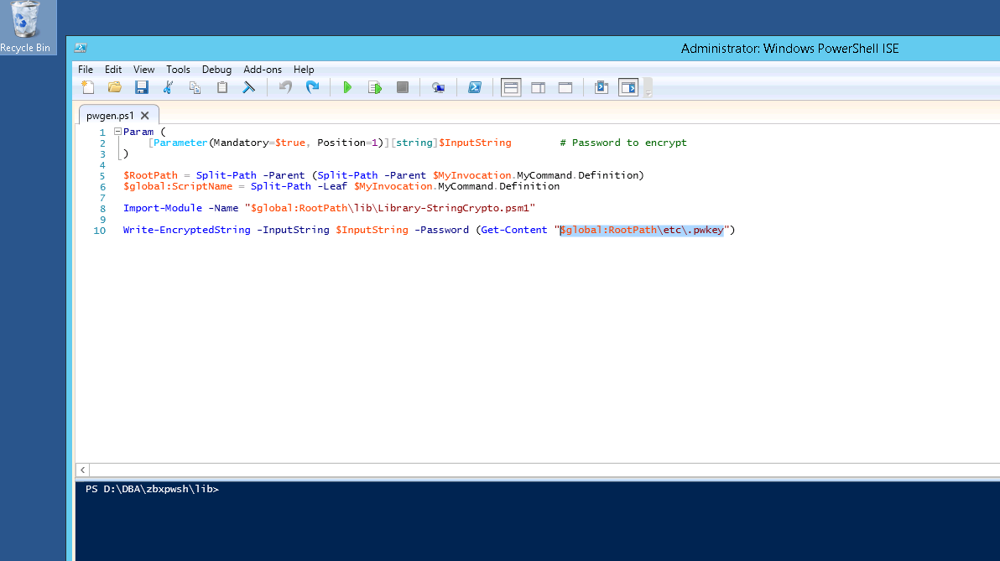 Recycle Bin
Administrator: Windows PowerShell ISE
File Edit View Tools Debug Add-ons Help
pwgen.ps1
1 Param (
2     [Parameter(Mandatory=$true, Position=1)][string]$InputString        # Password to encrypt
3 )
4
5 $RootPath = Split-Path -Parent (Split-Path -Parent $MyInvocation.MyCommand.Definition)
6 $global:ScriptName = Split-Path -Leaf $MyInvocation.MyCommand.Definition
7
8 Import-Module -Name "$global:RootPath\lib\Library-StringCrypto.psm1"
9
10 Write-EncryptedString -InputString $InputString -Password (Get-Content "$global:RootPath\etc\.pwkey")
PS D:\DBA\zbxpwsh\lib>